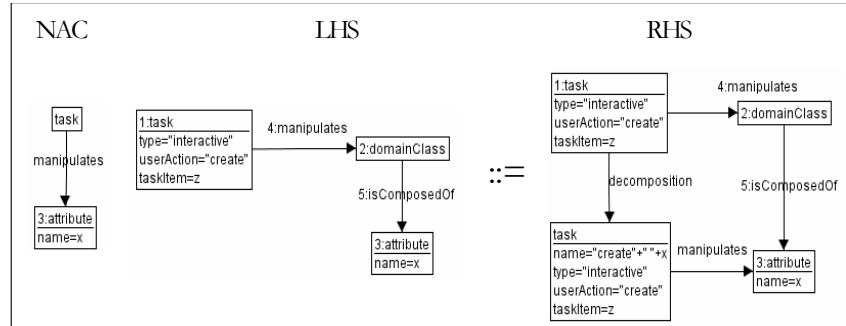 NAC
LHS
RHS
task
manipulates
3:attribute
name=x
1:task
type="interactive"
userAction="create"
taskItem=z
4:manipulates
2:domainClass
5:isComposedOf
3:attribute
name=x
::=
1:task
type="interactive"
userAction="create"
taskItem=z
4:manipulates
2:domainClass
decomposition
5:isComposedOf
task
name="create"+" "+x
type="interactive"
userAction="create"
taskItem=z
manipulates
3:attribute
name=x